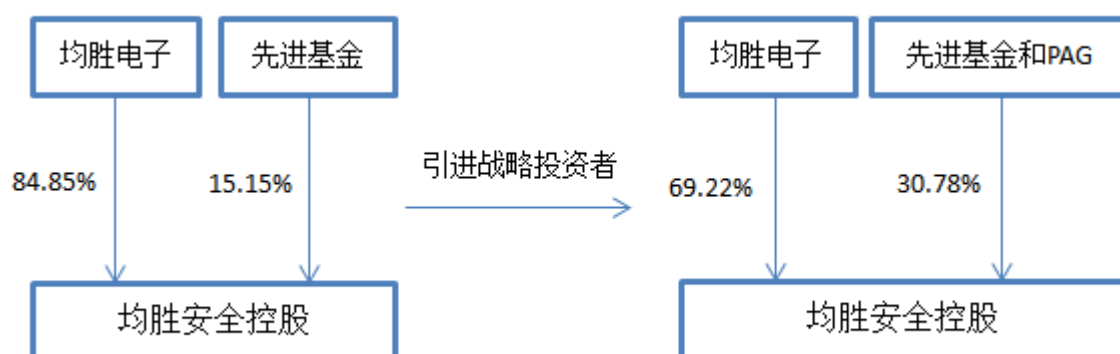 均胜电子
先进基金
84.85%
15.15%
均胜安全控股
引进战略投资者
均胜电子
先进基金和PAG
69.22%
30.78%
均胜安全控股